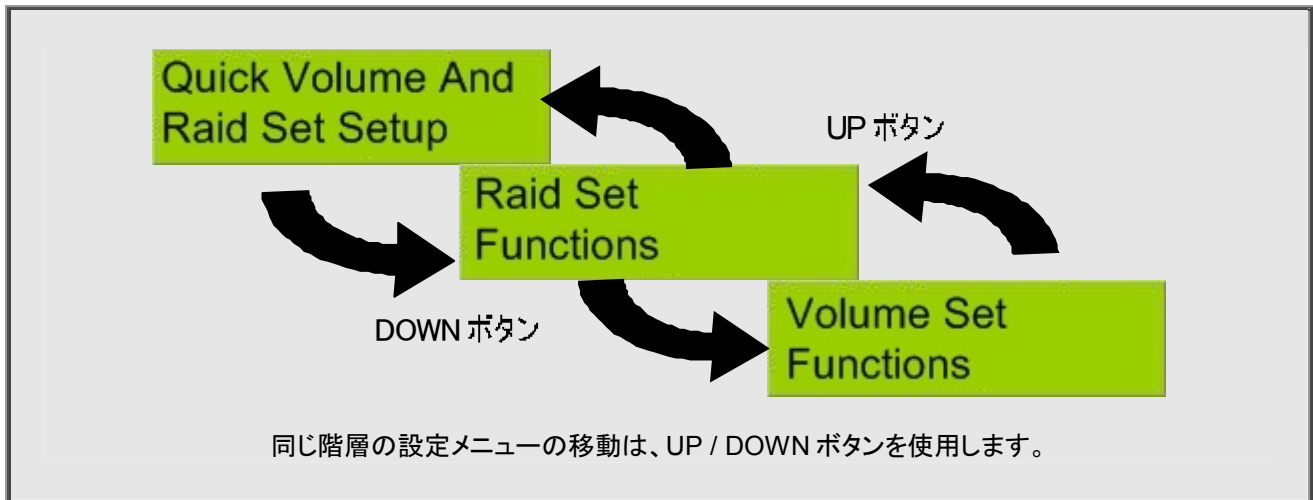 Quick Volume And
Raid Set Setup
UP ボタン
Raid Set
Functions
DOWN ボタン
Volume Set
Functions
同じ階層の設定メニューの移動は、UP / DOWN ボタンを使用します。